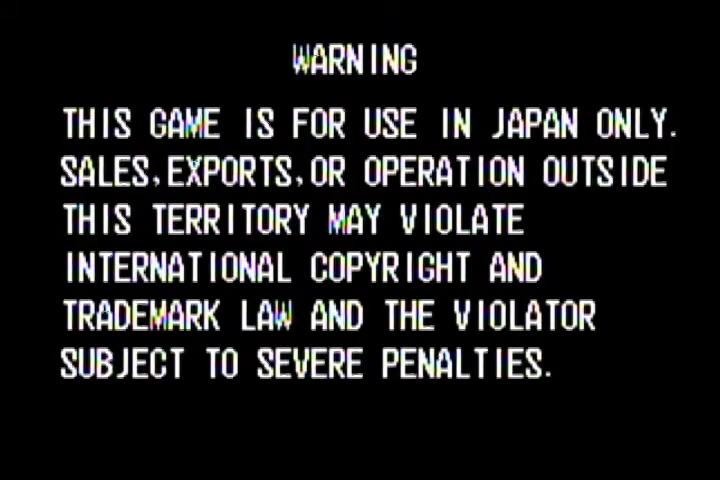 WARNING
THIS GAME IS FOR USE IN JAPAN ONLY.
SALES,EXPORTS,OR OPERATION OUTSIDE
THIS TERRITORY MAY VIOLATE
INTERNATIONAL COPYRIGHT AND
TRADEMARK LAW AND THE VIOLATOR
SUBJECT TO SEVERE PENALTIES.